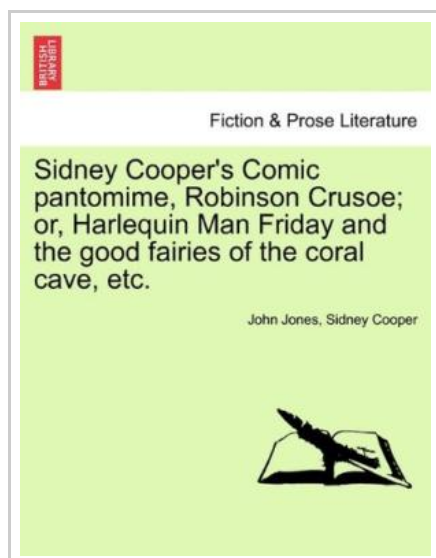 BRITISH
LIBRARY
Fiction & Prose Literature
Sidney Cooper's Comic
pantomime, Robinson Crusoe;
or, Harlequin Man Friday and
the good fairies of the coral
cave, etc.
John Jones, Sidney Cooper